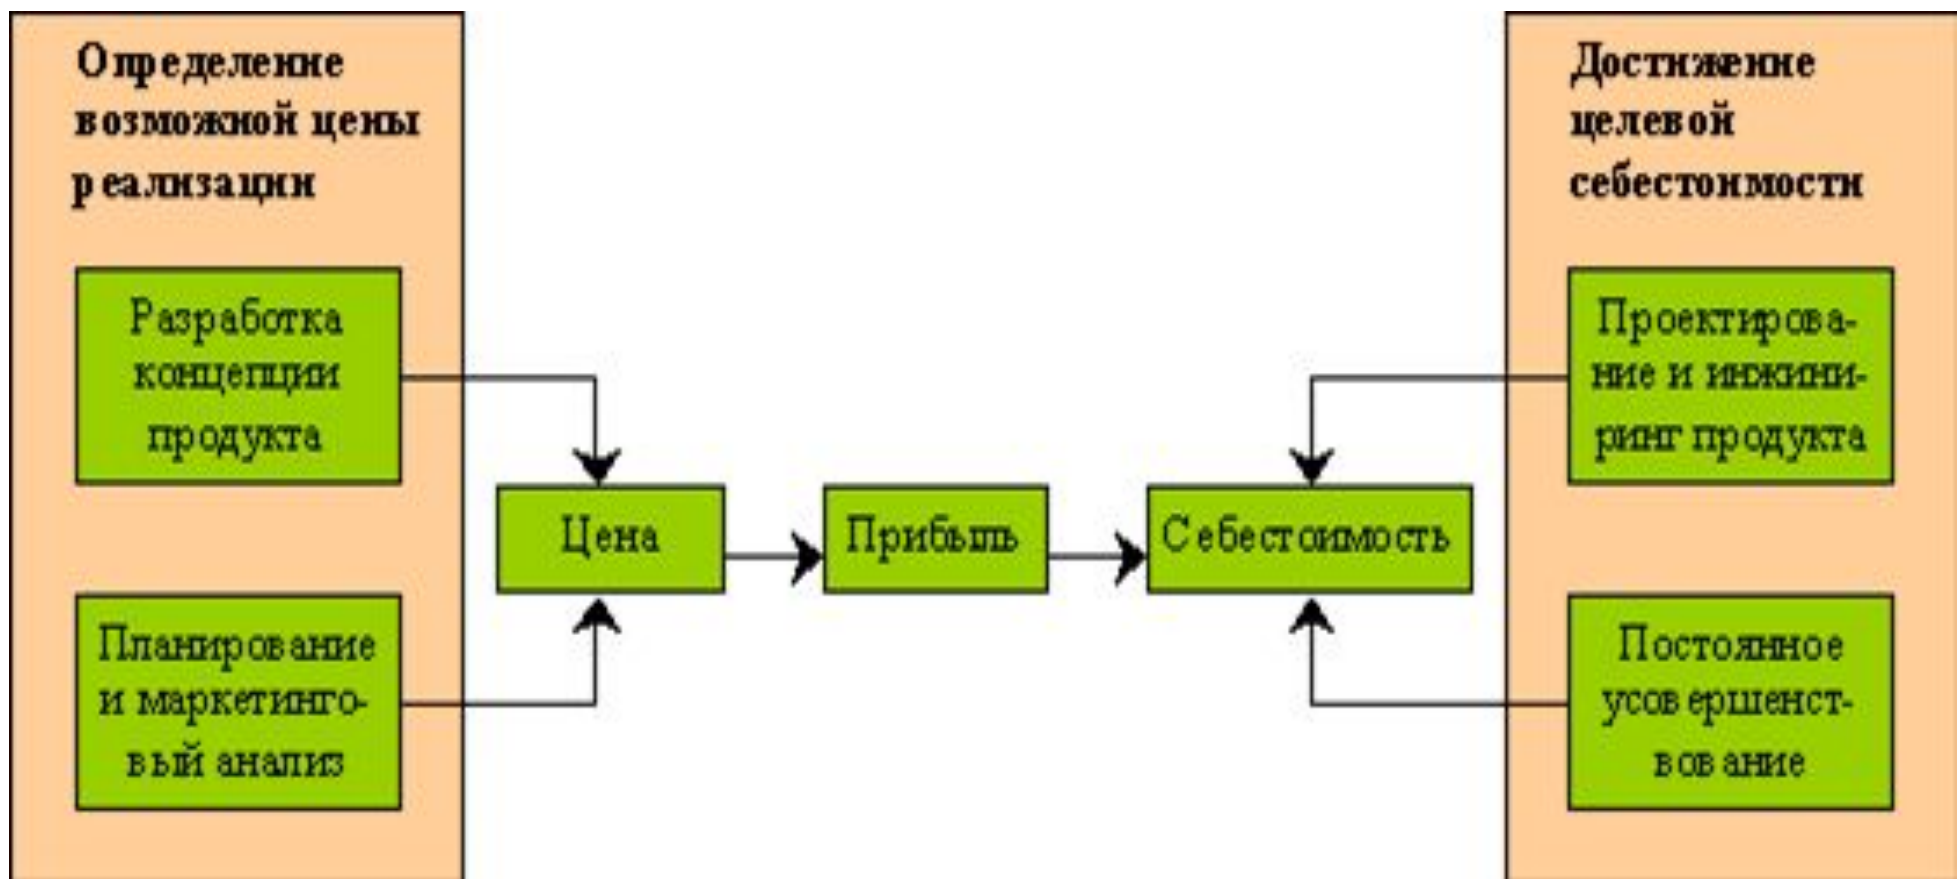 Определение
возможной цены
реализации
Разработка
концепции
продукта
Планирование
и маркетинго-
вый анализ
Цена
Прибыль
Себестоимость
Достижение
целевой
себестоимости
Проектирова-
ние и инжини-
ринг продукта
Постоянное
усовершенст-
вование